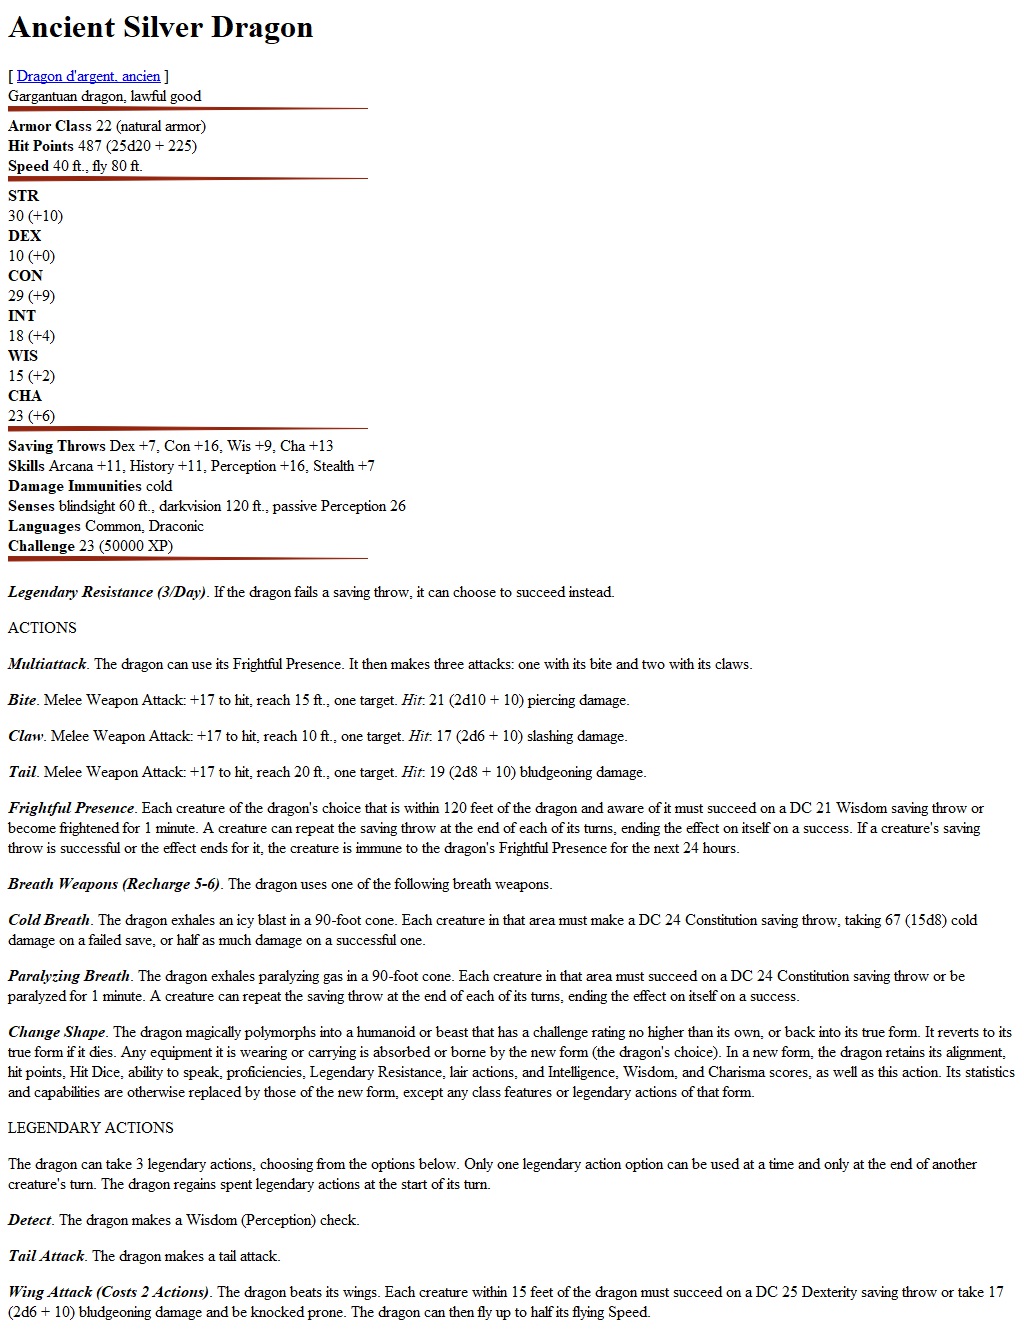 Ancient Silver Dragon
[ Dragon d'argent, ancien ]
Gargantuan dragon, lawful good
Armor Class 22 (natural armor)
Hit Points 487 (25d20 + 225)
Speed 40 ft., fly 80 ft.
STR
30 (+10)
DEX
10 (+0)
CON
29 (+9)
INT
18 (+4)
WIS
15 (+2)
CHA
23 (+6)
Saving Throws Dex +7, Con +16, Wis +9, Cha +13
Skills Arcana +11, History +11, Perception +16, Stealth +7
Damage Immunities cold
Senses blindsight 60 ft., darkvision 120 ft., passive Perception 26
Languages Common, Draconic
Challenge 23 (50000 XP)
Legendary Resistance (3/Day). If the dragon fails a saving throw, it can choose to succeed instead.
ACTIONS
Multiattack. The dragon can use its Frightful Presence. It then makes three attacks: one with its bite and two with its claws.
Bite. Melee Weapon Attack: +17 to hit, reach 15 ft., one target. Hit: 21 (2d10 + 10) piercing damage.
Claw. Melee Weapon Attack: +17 to hit, reach 10 ft., one target. Hit: 17 (2d6 + 10) slashing damage.
Tail. Melee Weapon Attack: +17 to hit, reach 20 ft., one target. Hit: 19 (2d8 + 10) bludgeoning damage.
Frightful Presence. Each creature of the dragon's choice that is within 120 feet of the dragon and aware of it must succeed on a DC 21 Wisdom saving throw or
become frightened for 1 minute. A creature can repeat the saving throw at the end of each of its turns, ending the effect on itself on a success. If a creature's saving
throw is successful or the effect ends for it, the creature is immune to the dragon's Frightful Presence for the next 24 hours.
Breath Weapons (Recharge 5-6). The dragon uses one of the following breath weapons.
Cold Breath. The dragon exhales an icy blast in a 90-foot cone. Each creature in that area must make a DC 24 Constitution saving throw, taking 67 (15d8) cold
damage on a failed save, or half as much damage on a successful one.
Paralyzing Breath. The dragon exhales paralyzing gas in a 90-foot cone. Each creature in that area must succeed on a DC 24 Constitution saving throw or be
paralyzed for 1 minute. A creature can repeat the saving throw at the end of each of its turns, ending the effect on itself on a success.
Change Shape. The dragon magically polymorphs into a humanoid or beast that has a challenge rating no higher than its own, or back into its true form. It reverts to its
true form if it dies. Any equipment it is wearing or carrying is absorbed or borne by the new form (the dragon's choice). In a new form, the dragon retains its alignment,
hit points, Hit Dice, ability to speak, proficiencies, Legendary Resistance, lair actions, and Intelligence, Wisdom, and Charisma scores, as well as this action. Its statistics
and capabilities are otherwise replaced by those of the new form, except any class features or legendary actions of that form.
LEGENDARY ACTIONS
The dragon can take 3 legendary actions, choosing from the options below. Only one legendary action option can be used at a time and only at the end of another
creature's turn. The dragon regains spent legendary actions at the start of its turn.
Detect. The dragon makes a Wisdom (Perception) check.
Tail Attack. The dragon makes a tail attack.
Wing Attack (Costs 2 Actions). The dragon beats its wings. Each creature within 15 feet of the dragon must succeed on a DC 25 Dexterity saving throw or take 17
(2d6 + 10) bludgeoning damage and be knocked prone. The dragon can then fly up to half its flying Speed.